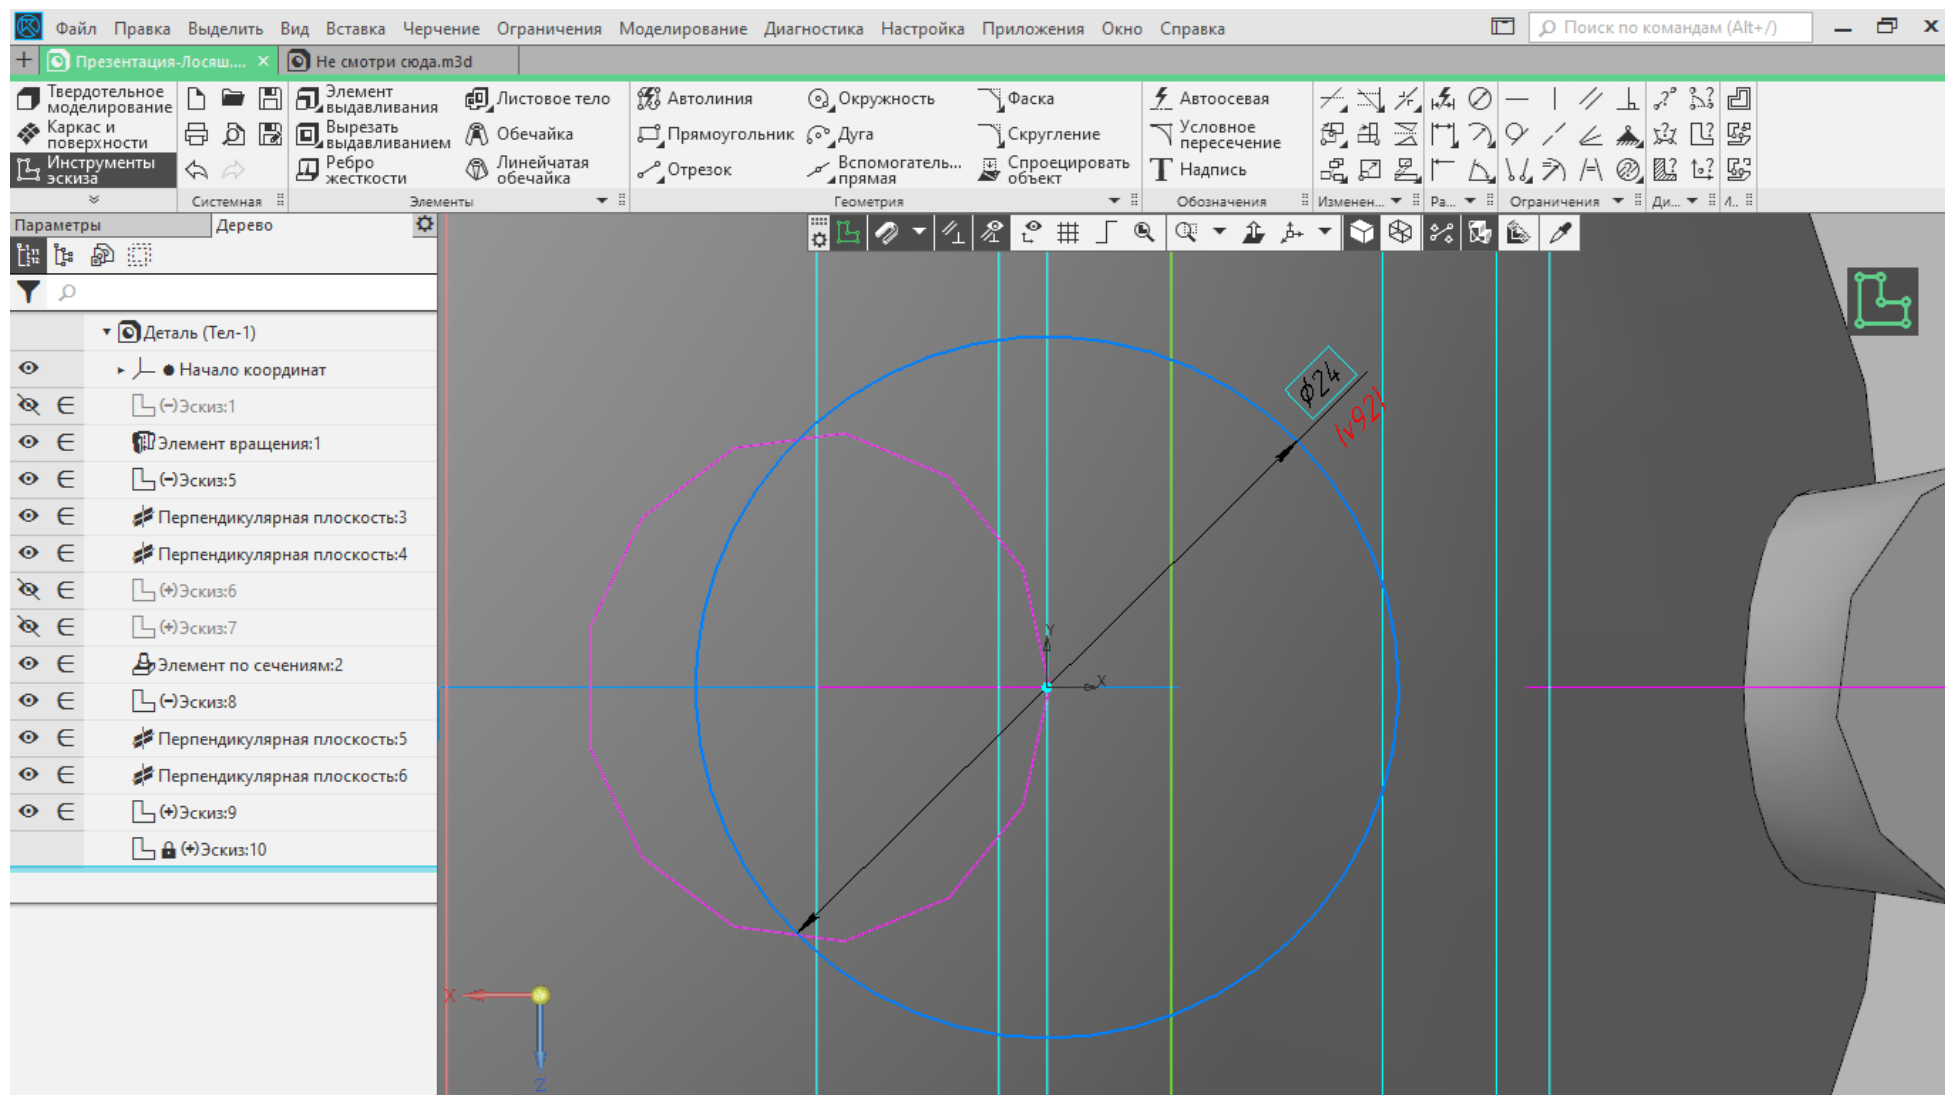 Файл Правка Выделить Вид Вставка Черчение Ограничения Моделирование Диагностика Настройка Приложения Окно Справка Поиск по командам (Alt+/)
Презентация-Лосяш.... Не смотри сюда.m3d
Твердотельное моделирование
Каркас и поверхности
Инструменты эскиза
Системная
Элемент выдавливания
Вырезать выдавливанием
Ребро жесткости
Листовое тело
Обечайка
Линейчатая обечайка
Элементы
Автолиния Окружность Фаска
Прямоугольник Дуга Скругление
Отрезок Вспомогатель... прямая Спроецировать объект
Геометрия
Автоосевая
Условное пересечение
Надпись
Обозначения
Изменен... Ра... Ограничения Ди... И..
Параметры Дерево
Деталь (Тел-1)
Начало координат
(-)Эскиз:1
Элемент вращения:1
(-)Эскиз:5
Перпендикулярная плоскость:3
Перпендикулярная плоскость:4
(+)Эскиз:6
(+)Эскиз:7
Элемент по сечениям:2
(-)Эскиз:8
Перпендикулярная плоскость:5
Перпендикулярная плоскость:6
(+)Эскиз:9
(+)Эскиз:10
ϕ24
(v92)
Y
X
X
Z